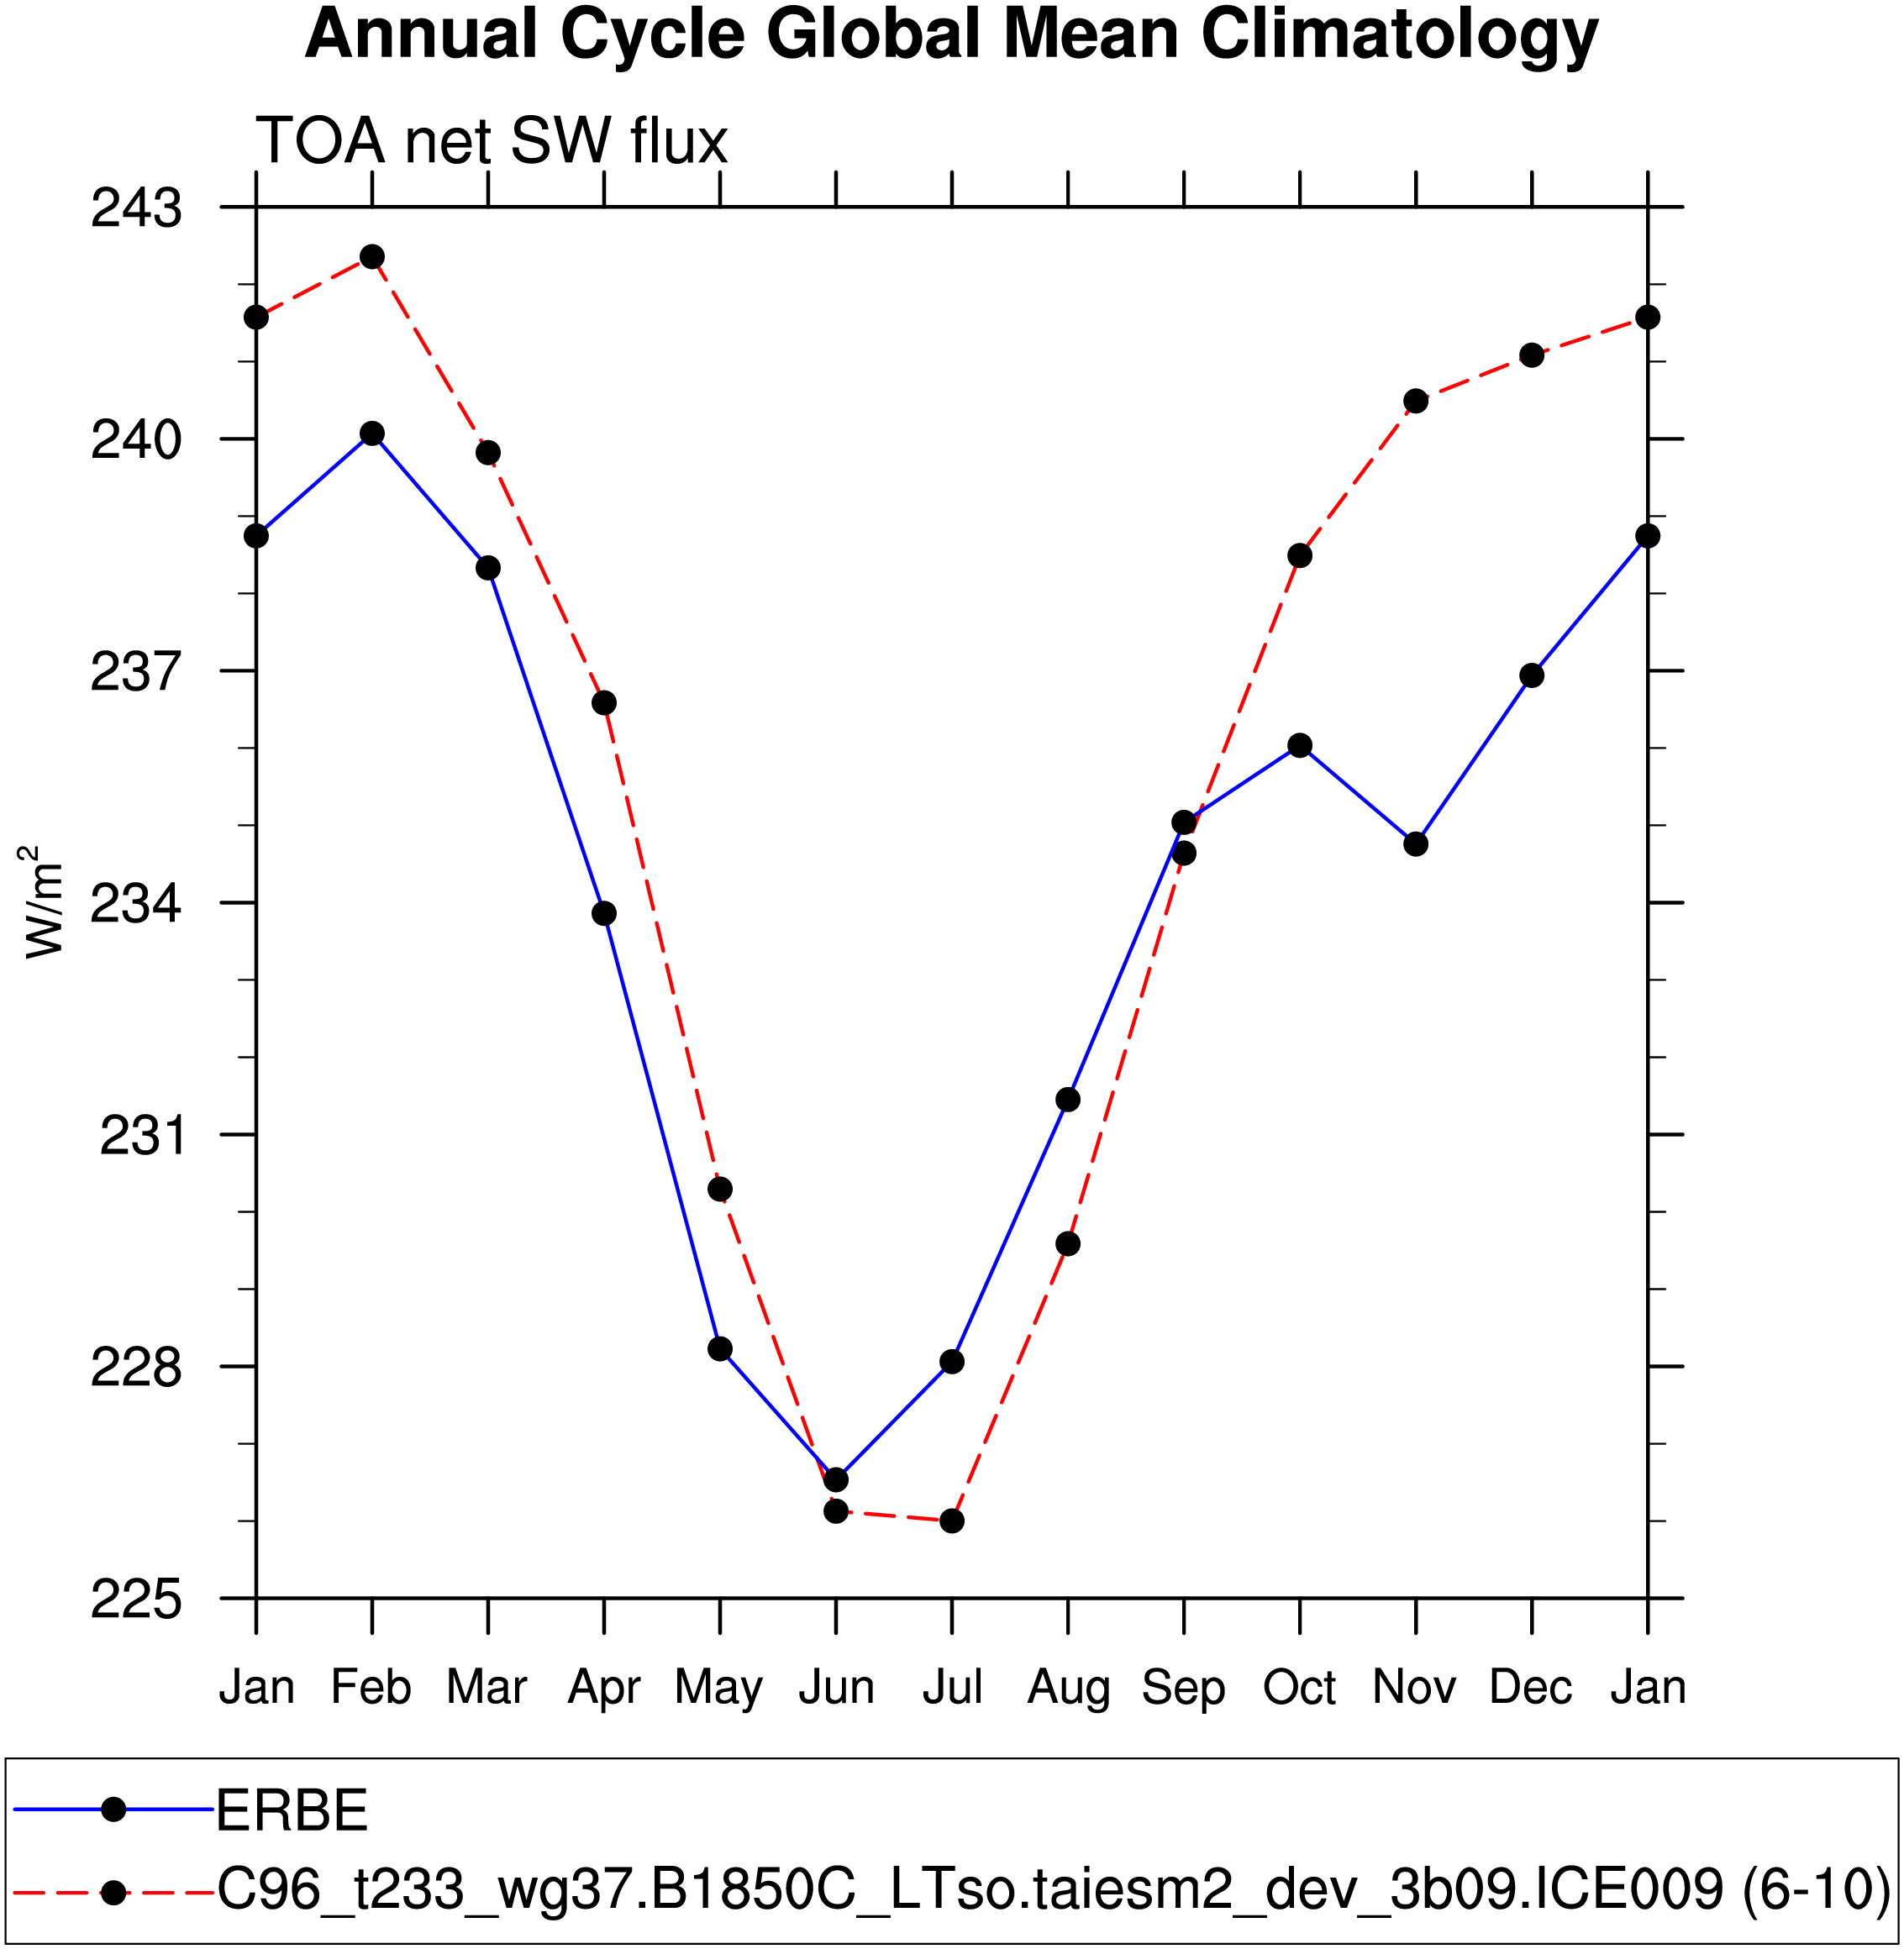 Annual Cycle Global Mean Climatology
TOA net SW flux
243
240
237
234
231
228
225
W/m²
Jan Feb Mar Apr May Jun Jul Aug Sep Oct Nov Dec Jan
ERBE
C96_t233_wg37.B1850C_LTso.taiesm2_dev_3b09.ICE009 (6-10)